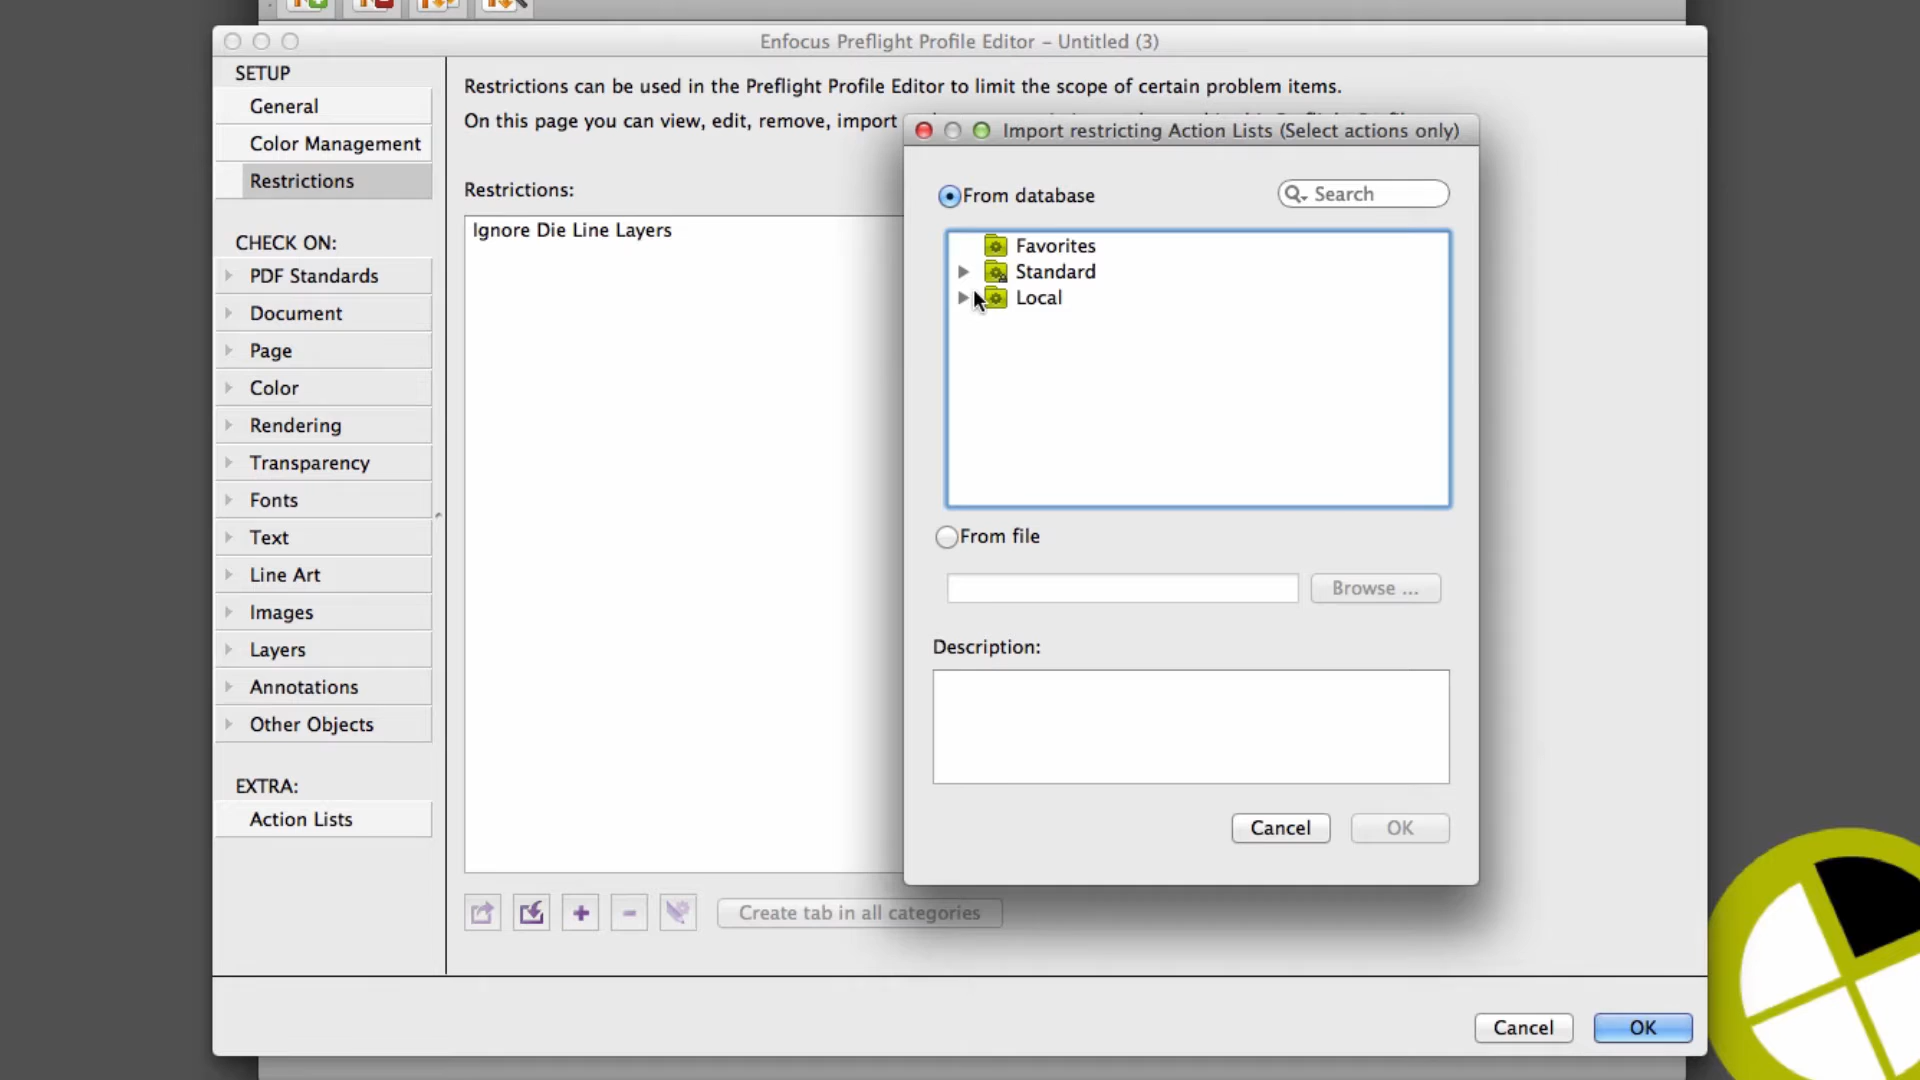 Enfocus Preflight Profile Editor – Untitled (3)
SETUP
General
Color Management
Restrictions
CHECK ON:
PDF Standards
Document
Page
Color
Rendering
Transparency
Fonts
Text
Line Art
Images
Layers
Annotations
Other Objects
EXTRA:
Action Lists
Restrictions can be used in the Preflight Profile Editor to limit the scope of certain problem items.
On this page you can view, edit, remove, import
Restrictions:
Ignore Die Line Layers
Create tab in all categories
Import restricting Action Lists (Select actions only)
From database
Search
Favorites
Standard
Local
From file
Browse ...
Description:
Cancel
OK
Cancel
OK